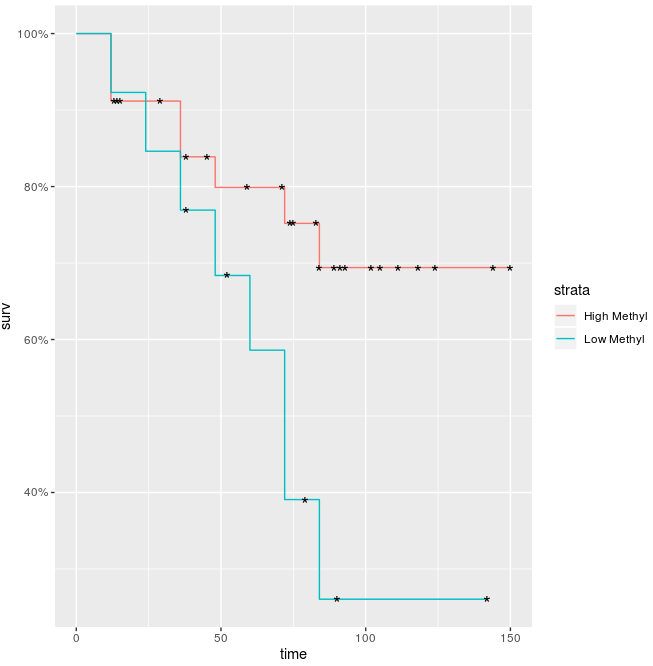 100%
80%
60%
40%
surv
0 50 100 150
time
strata
High Methyl
Low Methyl